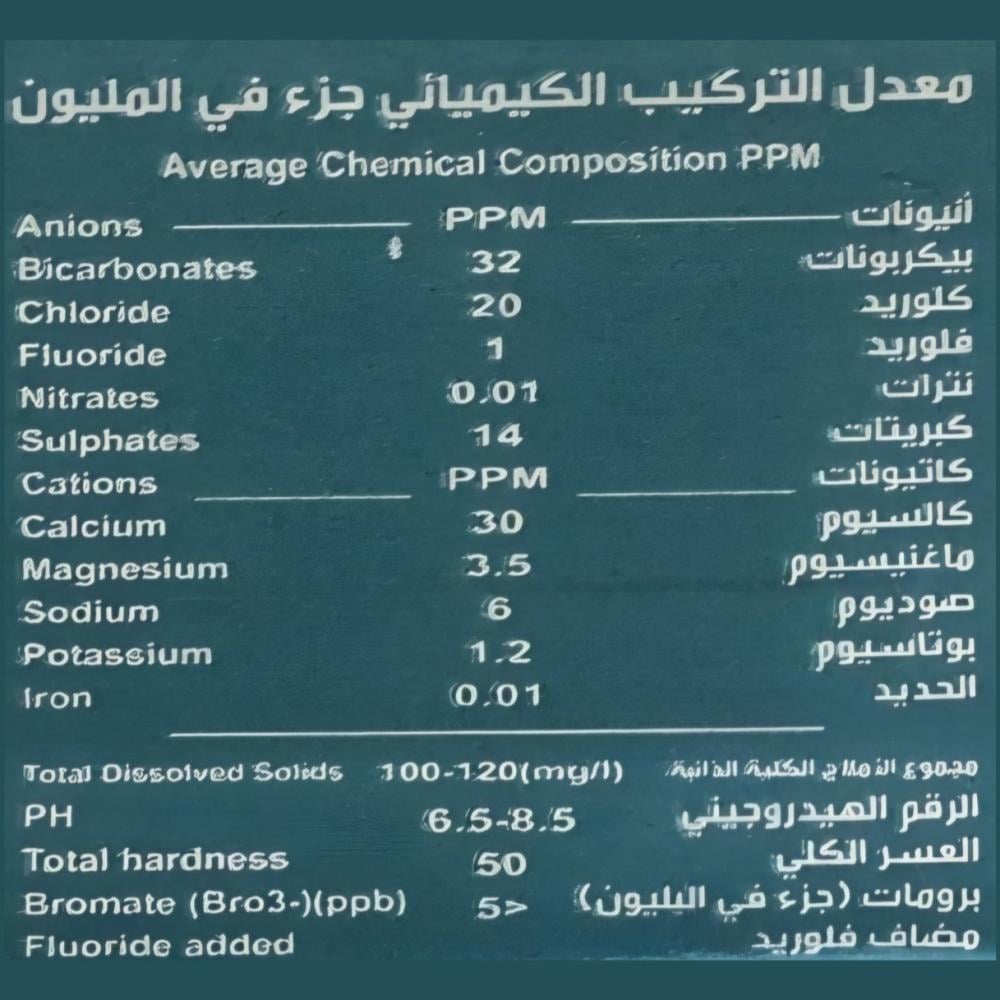 معدل التركيب الكيميائي جزء في المليون
Average Chemical Composition PPM
Anions PPM أنيونات
Bicarbonates 32 بيكربونات
Chloride 20 كلوريد
Fluoride 1 فلوريد
Nitrates 0.01 نترات
Sulphates 14 كبريتات
Cations PPM كاتيونات
Calcium 30 كالسيوم
Magnesium 3.5 ماغنيسيوم
Sodium 6 صوديوم
Potassium 1.2 بوتاسيوم
Iron 0.01 الحديد
Total Dissolved Solids 100-120(mg/l) مجموع الأملاح الكلية الذائبة
PH 6.5-8.5 الرقم الهيدروجيني
Total hardness 50 العسر الكلي
Bromate (Bro3-)(ppb) 5> برومات (جزء في البليون)
Fluoride added مضاف فلوريد